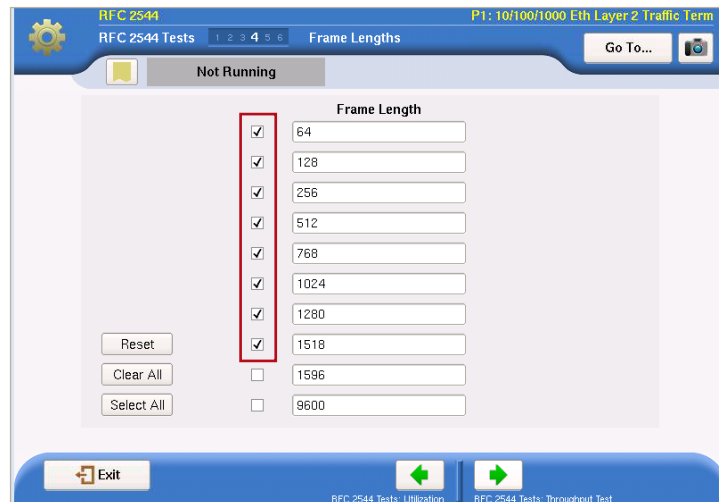 RFC 2544 P1: 10/100/1000 Eth Layer 2 Traffic Term
RFC 2544 Tests 1 2 3 4 5 6 Frame Lengths Go To...
Not Running
Frame Length
64
128
256
512
768
1024
1280
Reset 1518
Clear All 1596
Select All 9600
Exit
RFC 2544 Tests: Utilization RFC 2544 Tests: Throughput Test